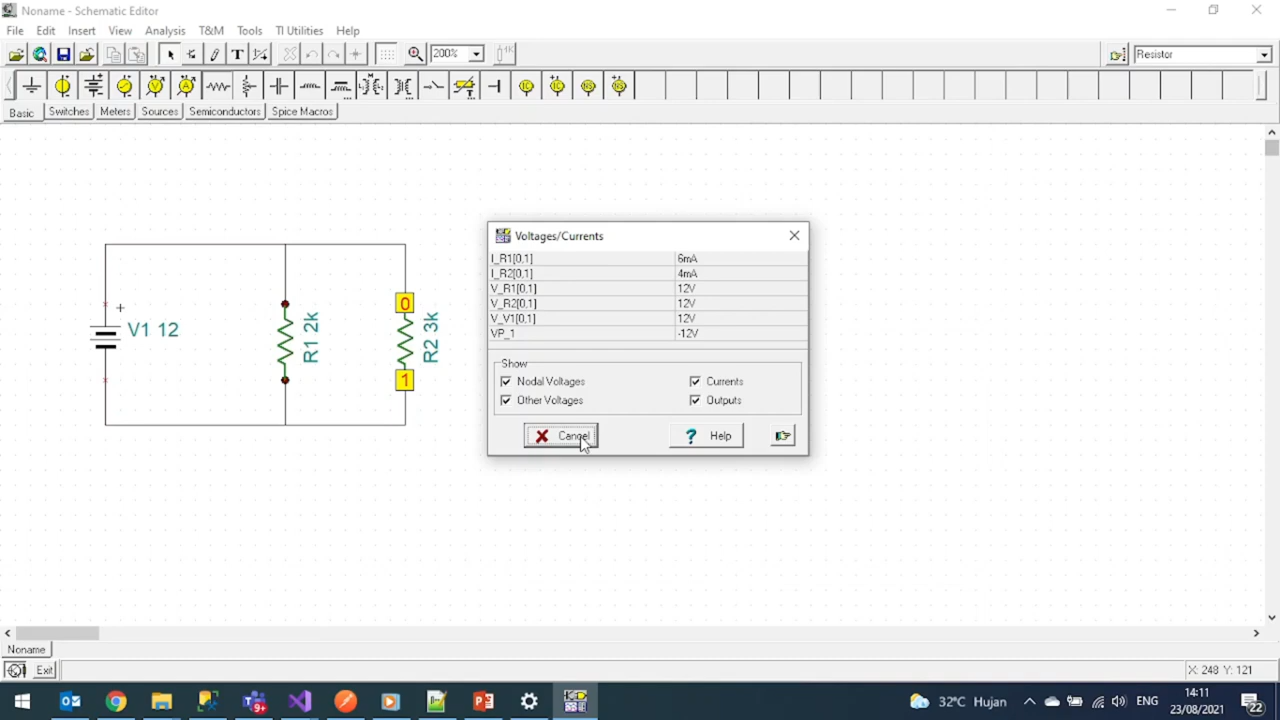 Noname - Schematic Editor
File Edit Insert View Analysis T&M Tools TI Utilities Help
200% Resistor
Basic Switches Meters Sources Semiconductors Spice Macros
Voltages/Currents
I_R1[0,1] 6mA
I_R2[0,1] 4mA
V_R1[0,1] 12V
V_R2[0,1] 12V
V_V1[0,1] 12V
VP_1 -12V
Show
Nodal Voltages Currents
Other Voltages Outputs
Cancel ? Help
+
V1 12
R1 2k
0
R2 3k
1
Noname
Exit X: 248 Y: 121
32°C Hujan ENG 14:11
23/08/2021 22